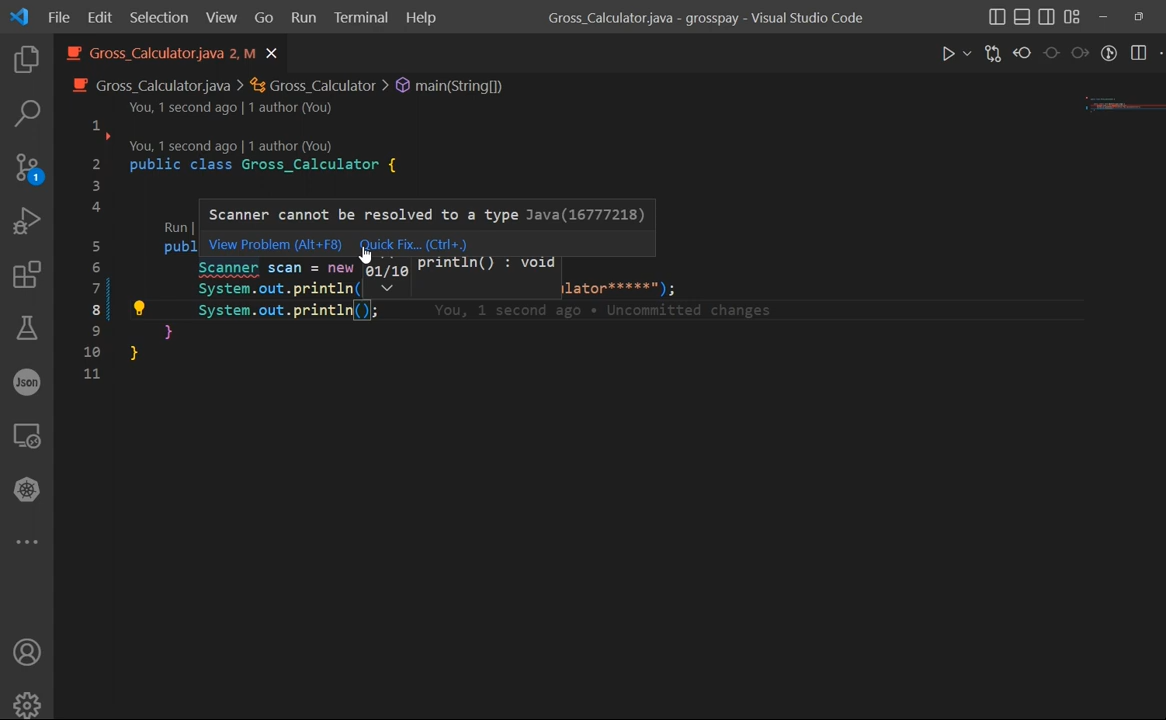 File Edit Selection View Go Run Terminal Help
Gross_Calculator.java - grosspay - Visual Studio Code
Gross_Calculator.java 2, M
Gross_Calculator.java > Gross_Calculator > main(String[])
You, 1 second ago | 1 author (You)
1
You, 1 second ago | 1 author (You)
2 public class Gross_Calculator {
3
4
Scanner cannot be resolved to a type Java(16777218)
Run |
View Problem (Alt+F8) Quick Fix... (Ctrl+.)
5 publ
6 Scanner scan = new
01/10 println() : void
7 System.out.println( lator*****");
8 System.out.println(); You, 1 second ago • Uncommitted changes
9 }
10 }
11
1
Json